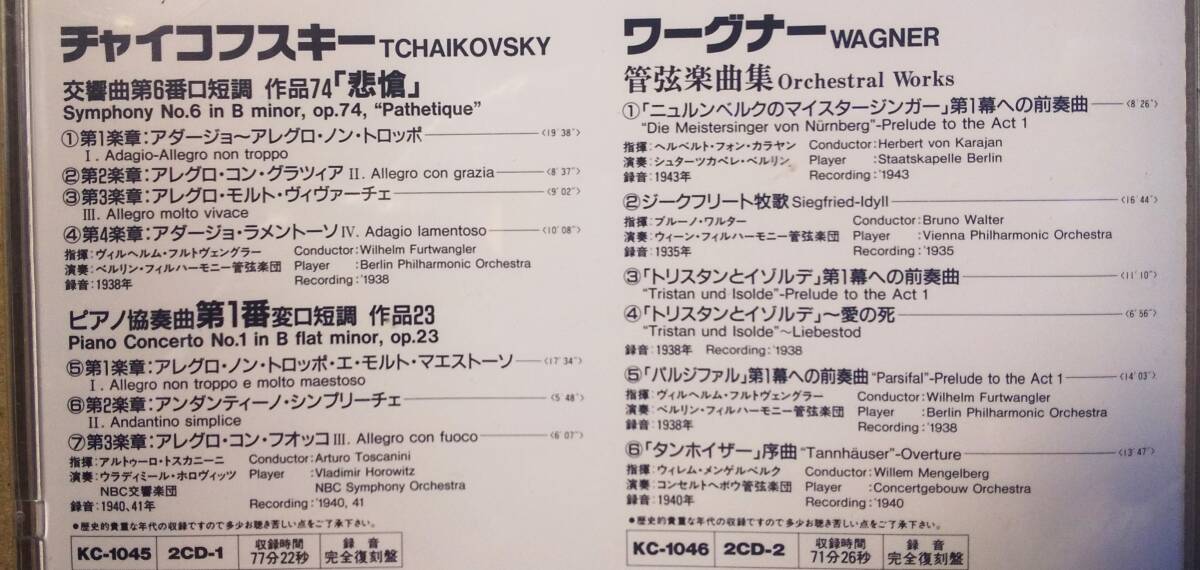 チャイコフスキー TCHAIKOVSKY
交響曲第6番ロ短調 作品74「悲愴」
Symphony No.6 in B minor, op.74, "Pathetique"
①第1楽章：アダージョ〜アレグロ・ノン・トロッポ 〈19'38"〉
I. Adagio-Allegro non troppo
②第2楽章：アレグロ・コン・グラツィア II. Allegro con grazia 〈8'37"〉
③第3楽章：アレグロ・モルト・ヴィヴァーチェ 〈9'02"〉
III. Allegro molto vivace
④第4楽章：アダージョ・ラメントーソ IV. Adagio lamentoso 〈10'08"〉
指揮：ヴィルヘルム・フルトヴェングラー Conductor：Wilhelm Furtwangler
演奏：ベルリン・フィルハーモニー管弦楽団 Player：Berlin Philharmonic Orchestra
録音：1938年 Recording：'1938
ピアノ協奏曲第1番変ロ短調 作品23
Piano Concerto No.1 in B flat minor, op.23
⑤第1楽章：アレグロ・ノン・トロッポ・エ・モルト・マエストーソ 〈17'34"〉
I. Allegro non troppo e molto maestoso
⑥第2楽章：アンダンティーノ・シンプリーチェ 〈5'48"〉
II. Andantino simplice
⑦第3楽章：アレグロ・コン・フオッコ III. Allegro con fuoco 〈6'07"〉
指揮：アルトゥーロ・トスカニーニ Conductor：Arturo Toscanini
演奏：ウラディミール・ホロヴィッツ Player：Vladimir Horowitz
NBC交響楽団 NBC Symphony Orchestra
録音：1940、41年 Recording：'1940, 41
●歴史的貴重な年代の収録ですので多少お聴き苦しい点をご了承下さい。
KC-1045 2CD-1 収録時間 77分22秒 録音 完全復刻盤
ワーグナー WAGNER
管弦楽曲集 Orchestral Works
①「ニュルンベルクのマイスタージンガー」第1幕への前奏曲 〈8'26"〉
"Die Meistersinger von Nürnberg"-Prelude to the Act 1
指揮：ヘルベルト・フォン・カラヤン Conductor：Herbert von Karajan
演奏：シュターツカペレ・ベルリン Player：Staatskapelle Berlin
録音：1943年 Recording：'1943
②ジークフリート牧歌 Siegfried-Idyll 〈16'44"〉
指揮：ブルーノ・ワルター Conductor：Bruno Walter
演奏：ウィーン・フィルハーモニー管弦楽団 Player：Vienna Philharmonic Orchestra
録音：1935年 Recording：'1935
③「トリスタンとイゾルデ」第1幕への前奏曲 〈11'10"〉
"Tristan und Isolde"-Prelude to the Act 1
④「トリスタンとイゾルデ」〜愛の死 〈6'56"〉
"Tristan und Isolde"~Liebestod
録音：1938年 Recording：'1938
⑤「パルジファル」第1幕への前奏曲 "Parsifal"-Prelude to the Act 1 〈14'03"〉
指揮：ヴィルヘルム・フルトヴェングラー Conductor：Wilhelm Furtwangler
演奏：ベルリン・フィルハーモニー管弦楽団 Player：Berlin Philharmonic Orchestra
録音：1938年 Recording：'1938
⑥「タンホイザー」序曲 "Tannhäuser"-Overture 〈13'47"〉
指揮：ウィレム・メンゲルベルク Conductor：Willem Mengelberg
演奏：コンセルトヘボウ管弦楽団 Player：Concertgebouw Orchestra
録音：1940年 Recording：'1940
●歴史的貴重な年代の収録ですので多少お聴き苦しい点をご了承下さい。
KC-1046 2CD-2 収録時間 71分26秒 録音 完全復刻盤